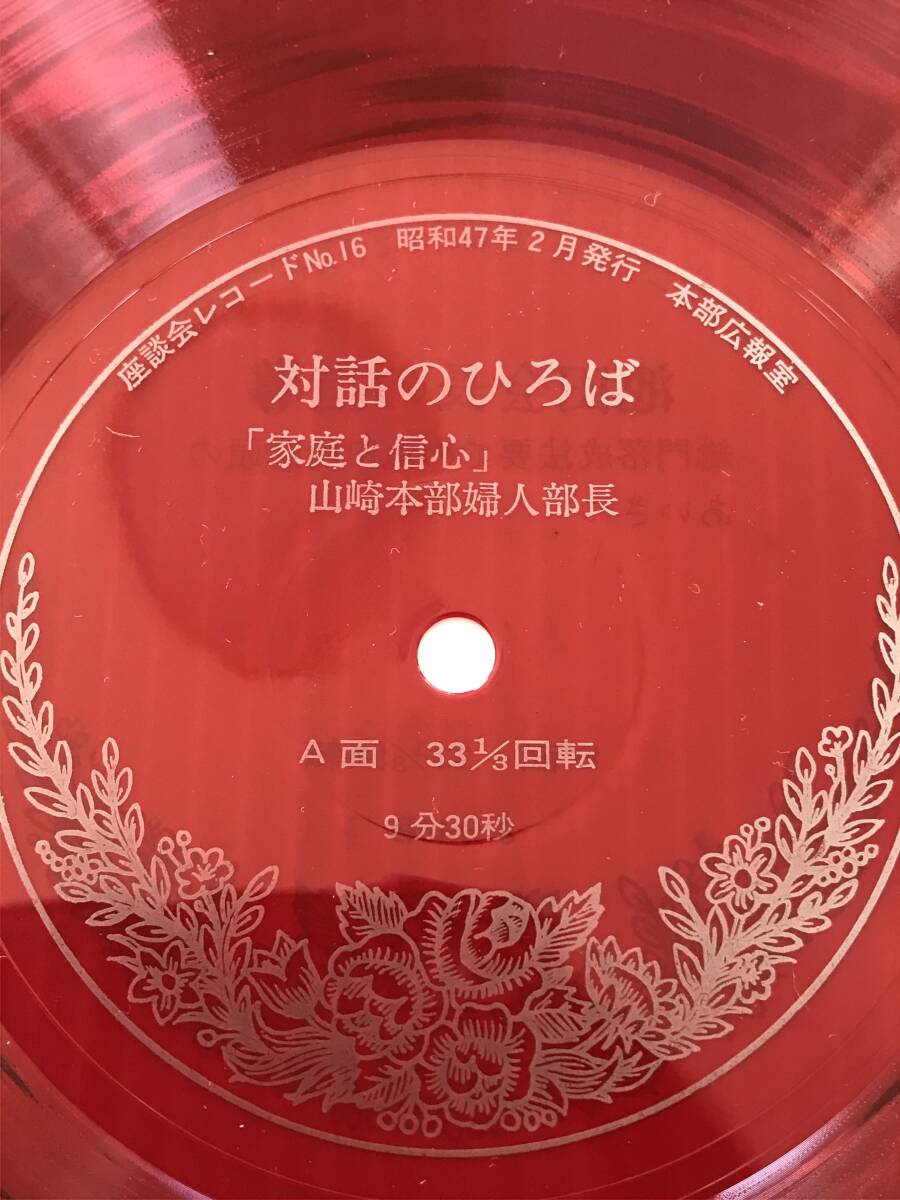 座談会レコードNo.16　昭和47年2月発行　本部広報室
対話のひろば
「家庭と信心」
山崎本部婦人部長
A面　33⅓回転
9分30秒